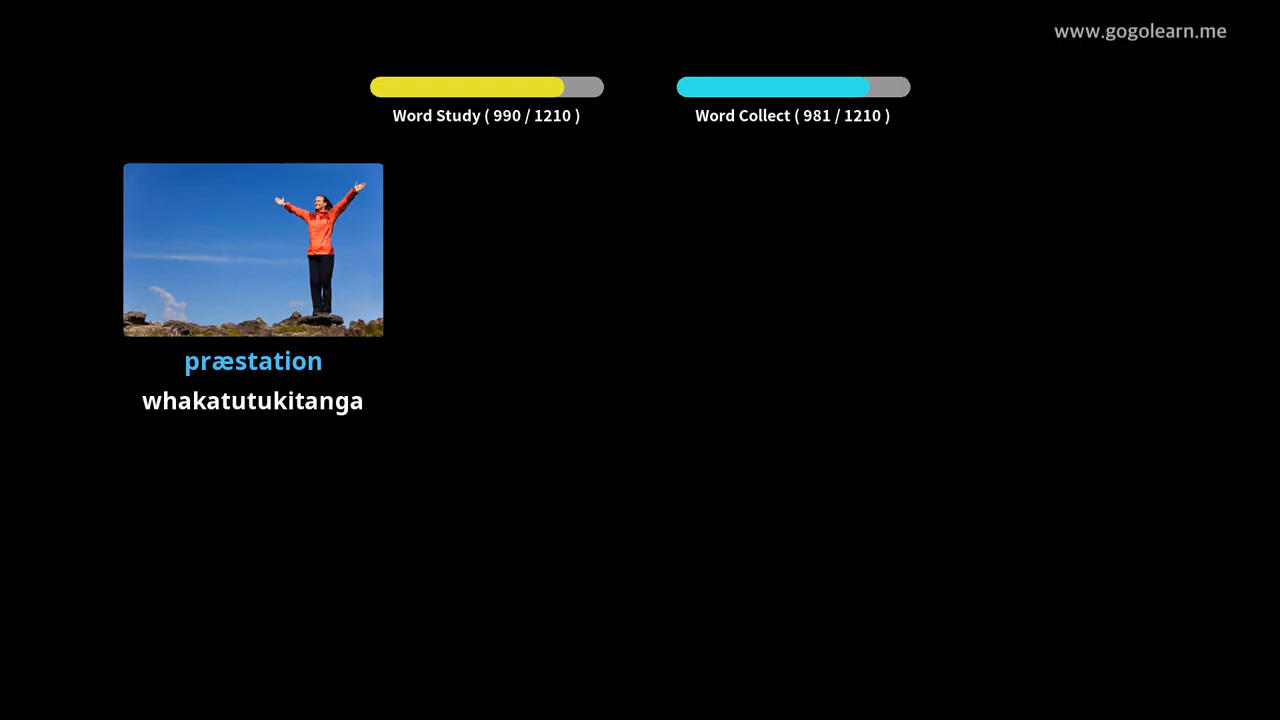 www.gogolearn.me
Word Study ( 990 / 1210 )
Word Collect ( 981 / 1210 )
præstation
whakatutukitanga